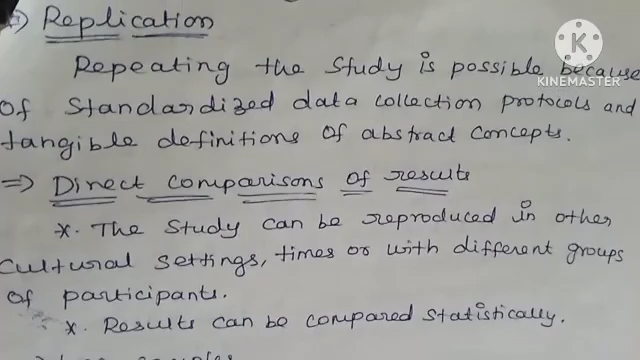 =) Replication
Repeating the study is possible because
of standardized data collection protocols and
tangible definitions of abstract concepts.
=> Direct comparisons of results
*. The study can be reproduced in other
cultural settings, times or with different groups
of participants.
*. Results can be compared statistically.
K
KINEMASTER